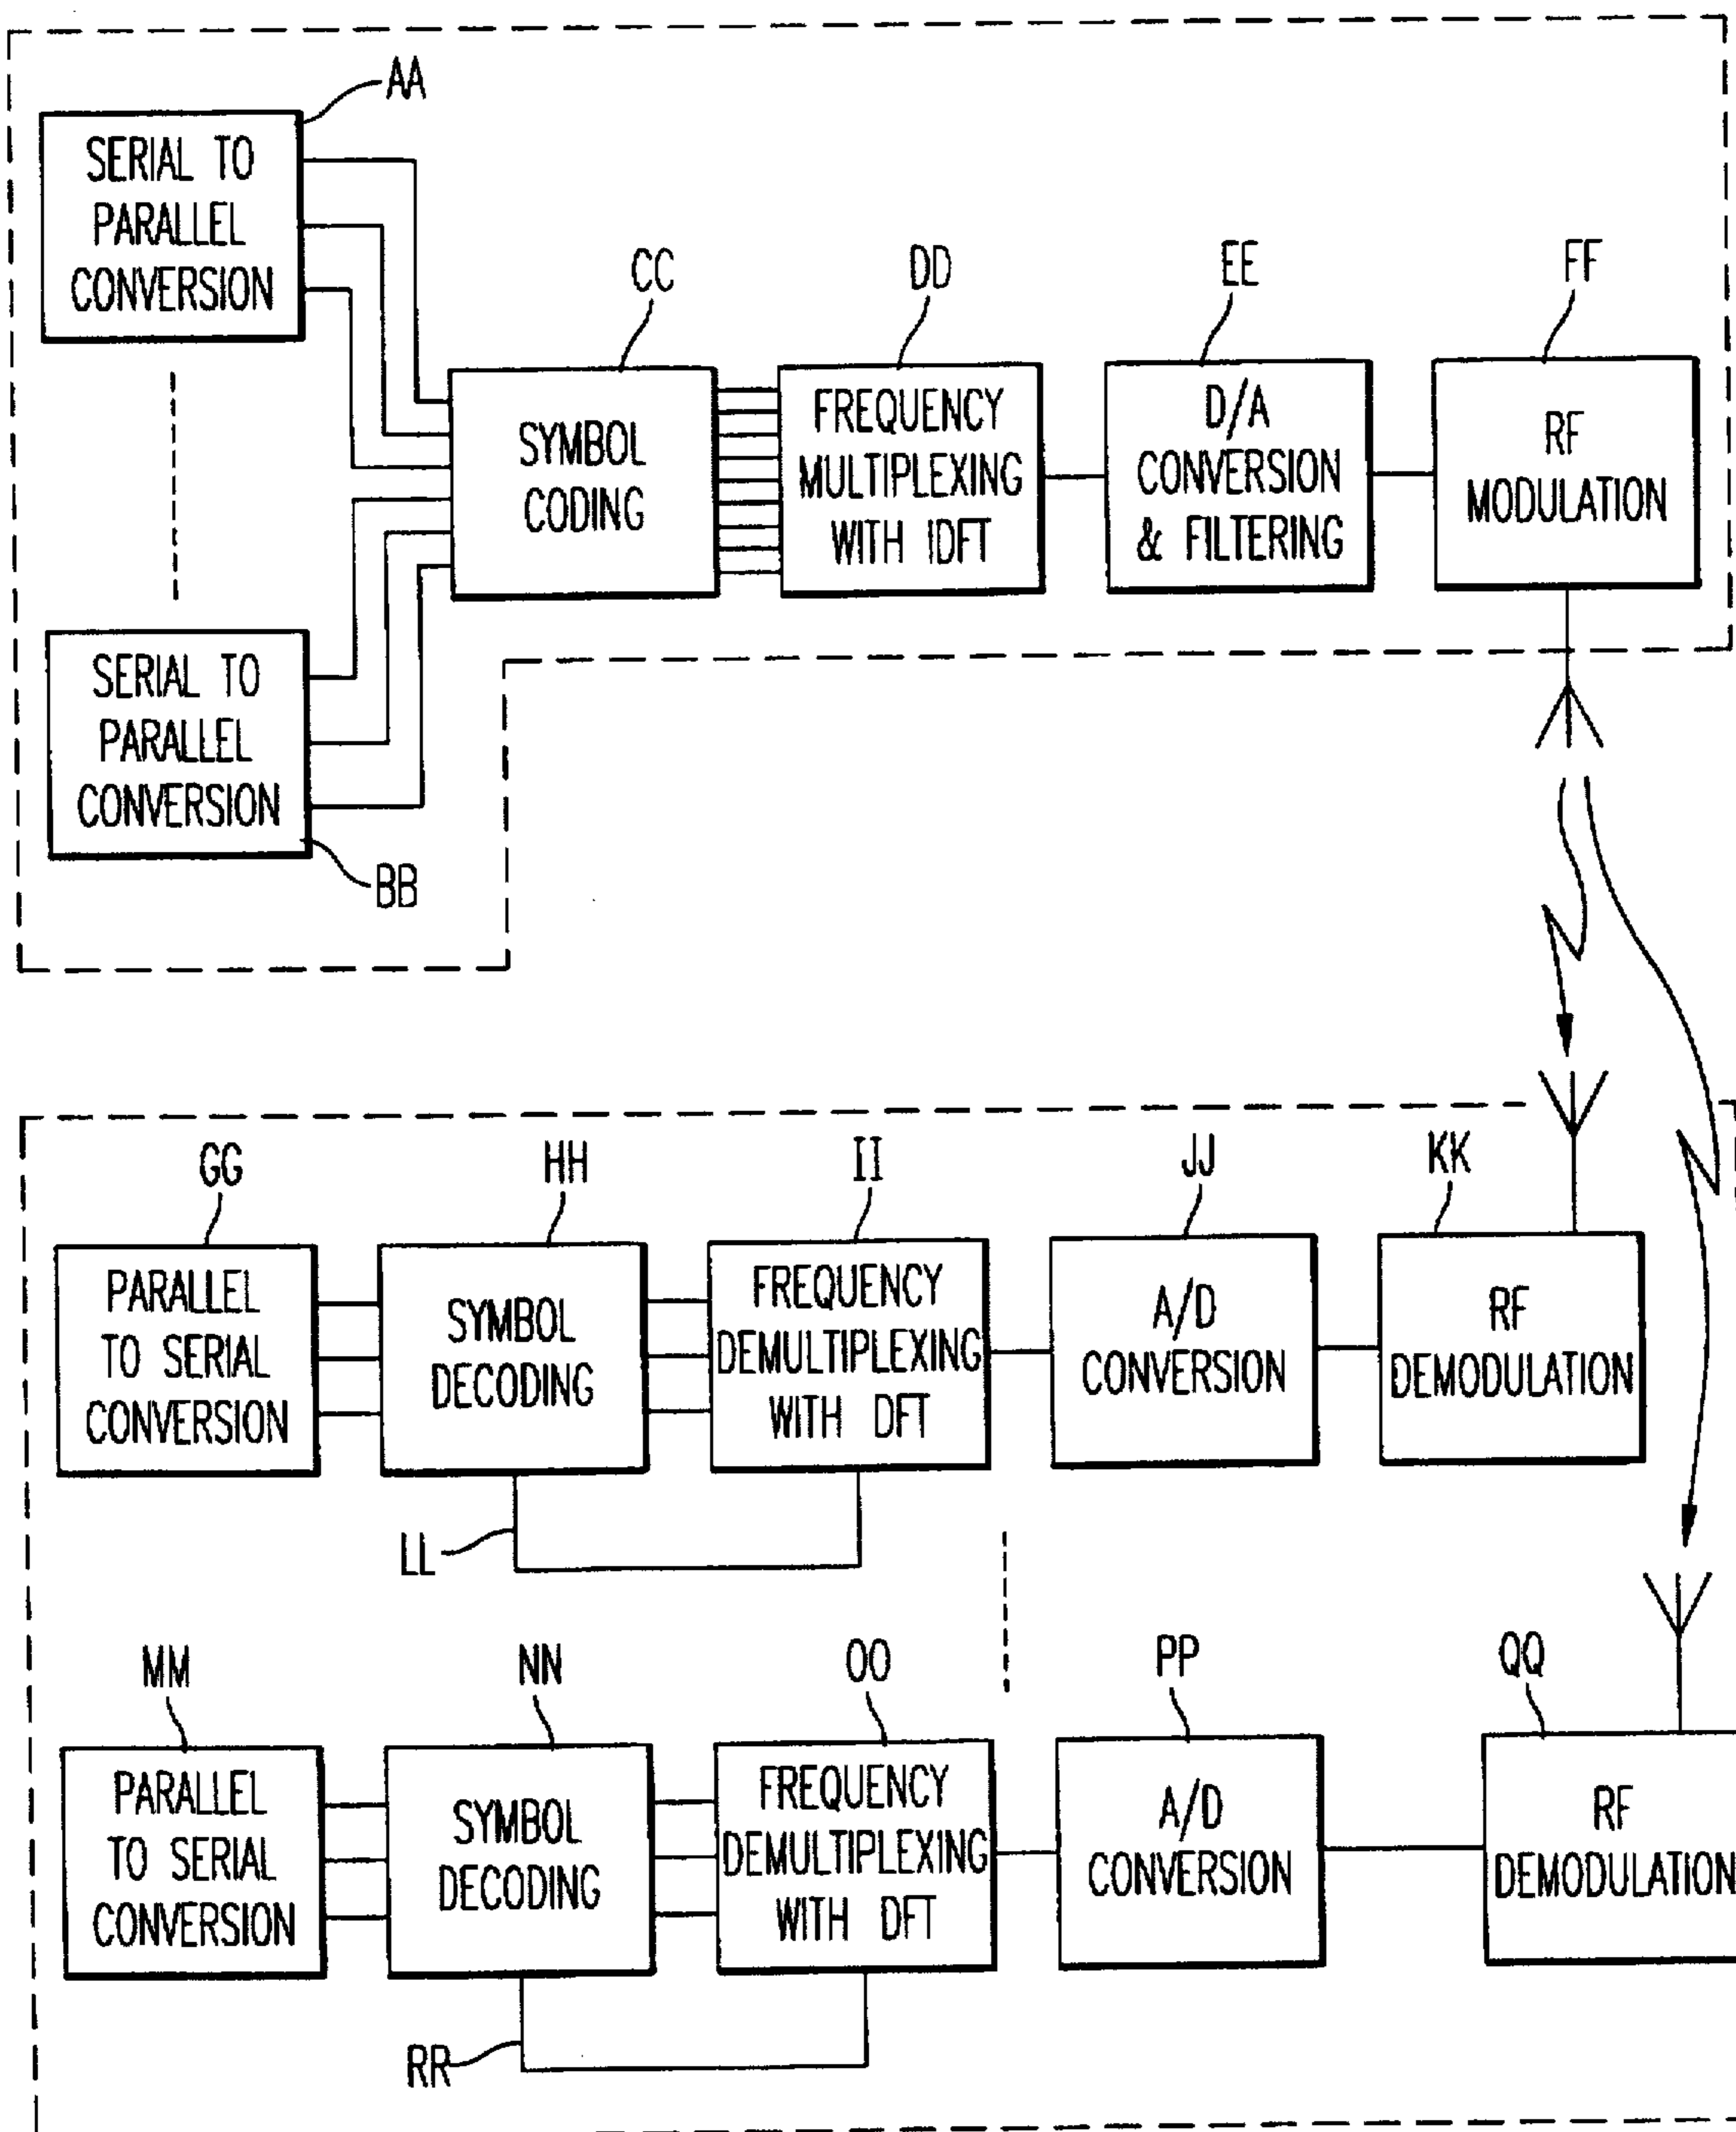 AA
SERIAL TO
PARALLEL
CONVERSION
CC
DD
EE
FF
SYMBOL
CODING
FREQUENCY
MULTIPLEXING
WITH IDFT
D/A
CONVERSION
& FILTERING
RF
MODULATION
SERIAL TO
PARALLEL
CONVERSION
BB
GG
HH
II
JJ
KK
PARALLEL
TO SERIAL
CONVERSION
SYMBOL
DECODING
FREQUENCY
DEMULTIPLEXING
WITH DFT
A/D
CONVERSION
RF
DEMODULATION
LL
MM
NN
OO
PP
QQ
PARALLEL
TO SERIAL
CONVERSION
SYMBOL
DECODING
FREQUENCY
DEMULTIPLEXING
WITH DFT
A/D
CONVERSION
RF
DEMODULATION
RR